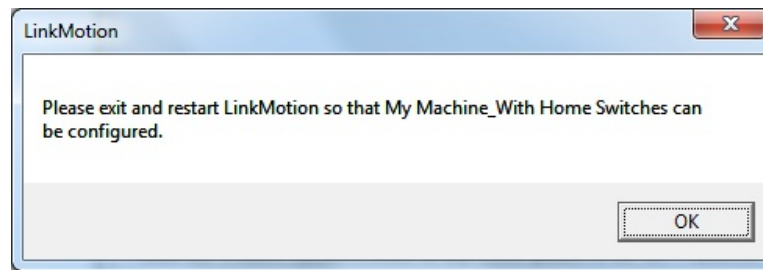 LinkMotion
Please exit and restart LinkMotion so that My Machine_With Home Switches can
be configured.
OK